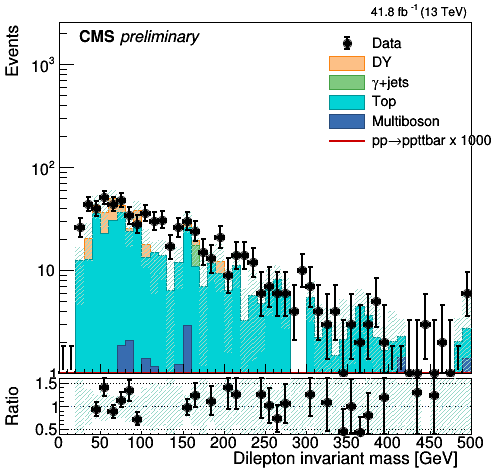 41.8 fb⁻¹ (13 TeV)
CMS preliminary
Events
10³
10²
10
1
Data
DY
γ+jets
Top
Multiboson
pp→ppttbar x 1000
Ratio
1.5
1
0.5
0 50 100 150 200 250 300 350 400 450 500
Dilepton invariant mass [GeV]